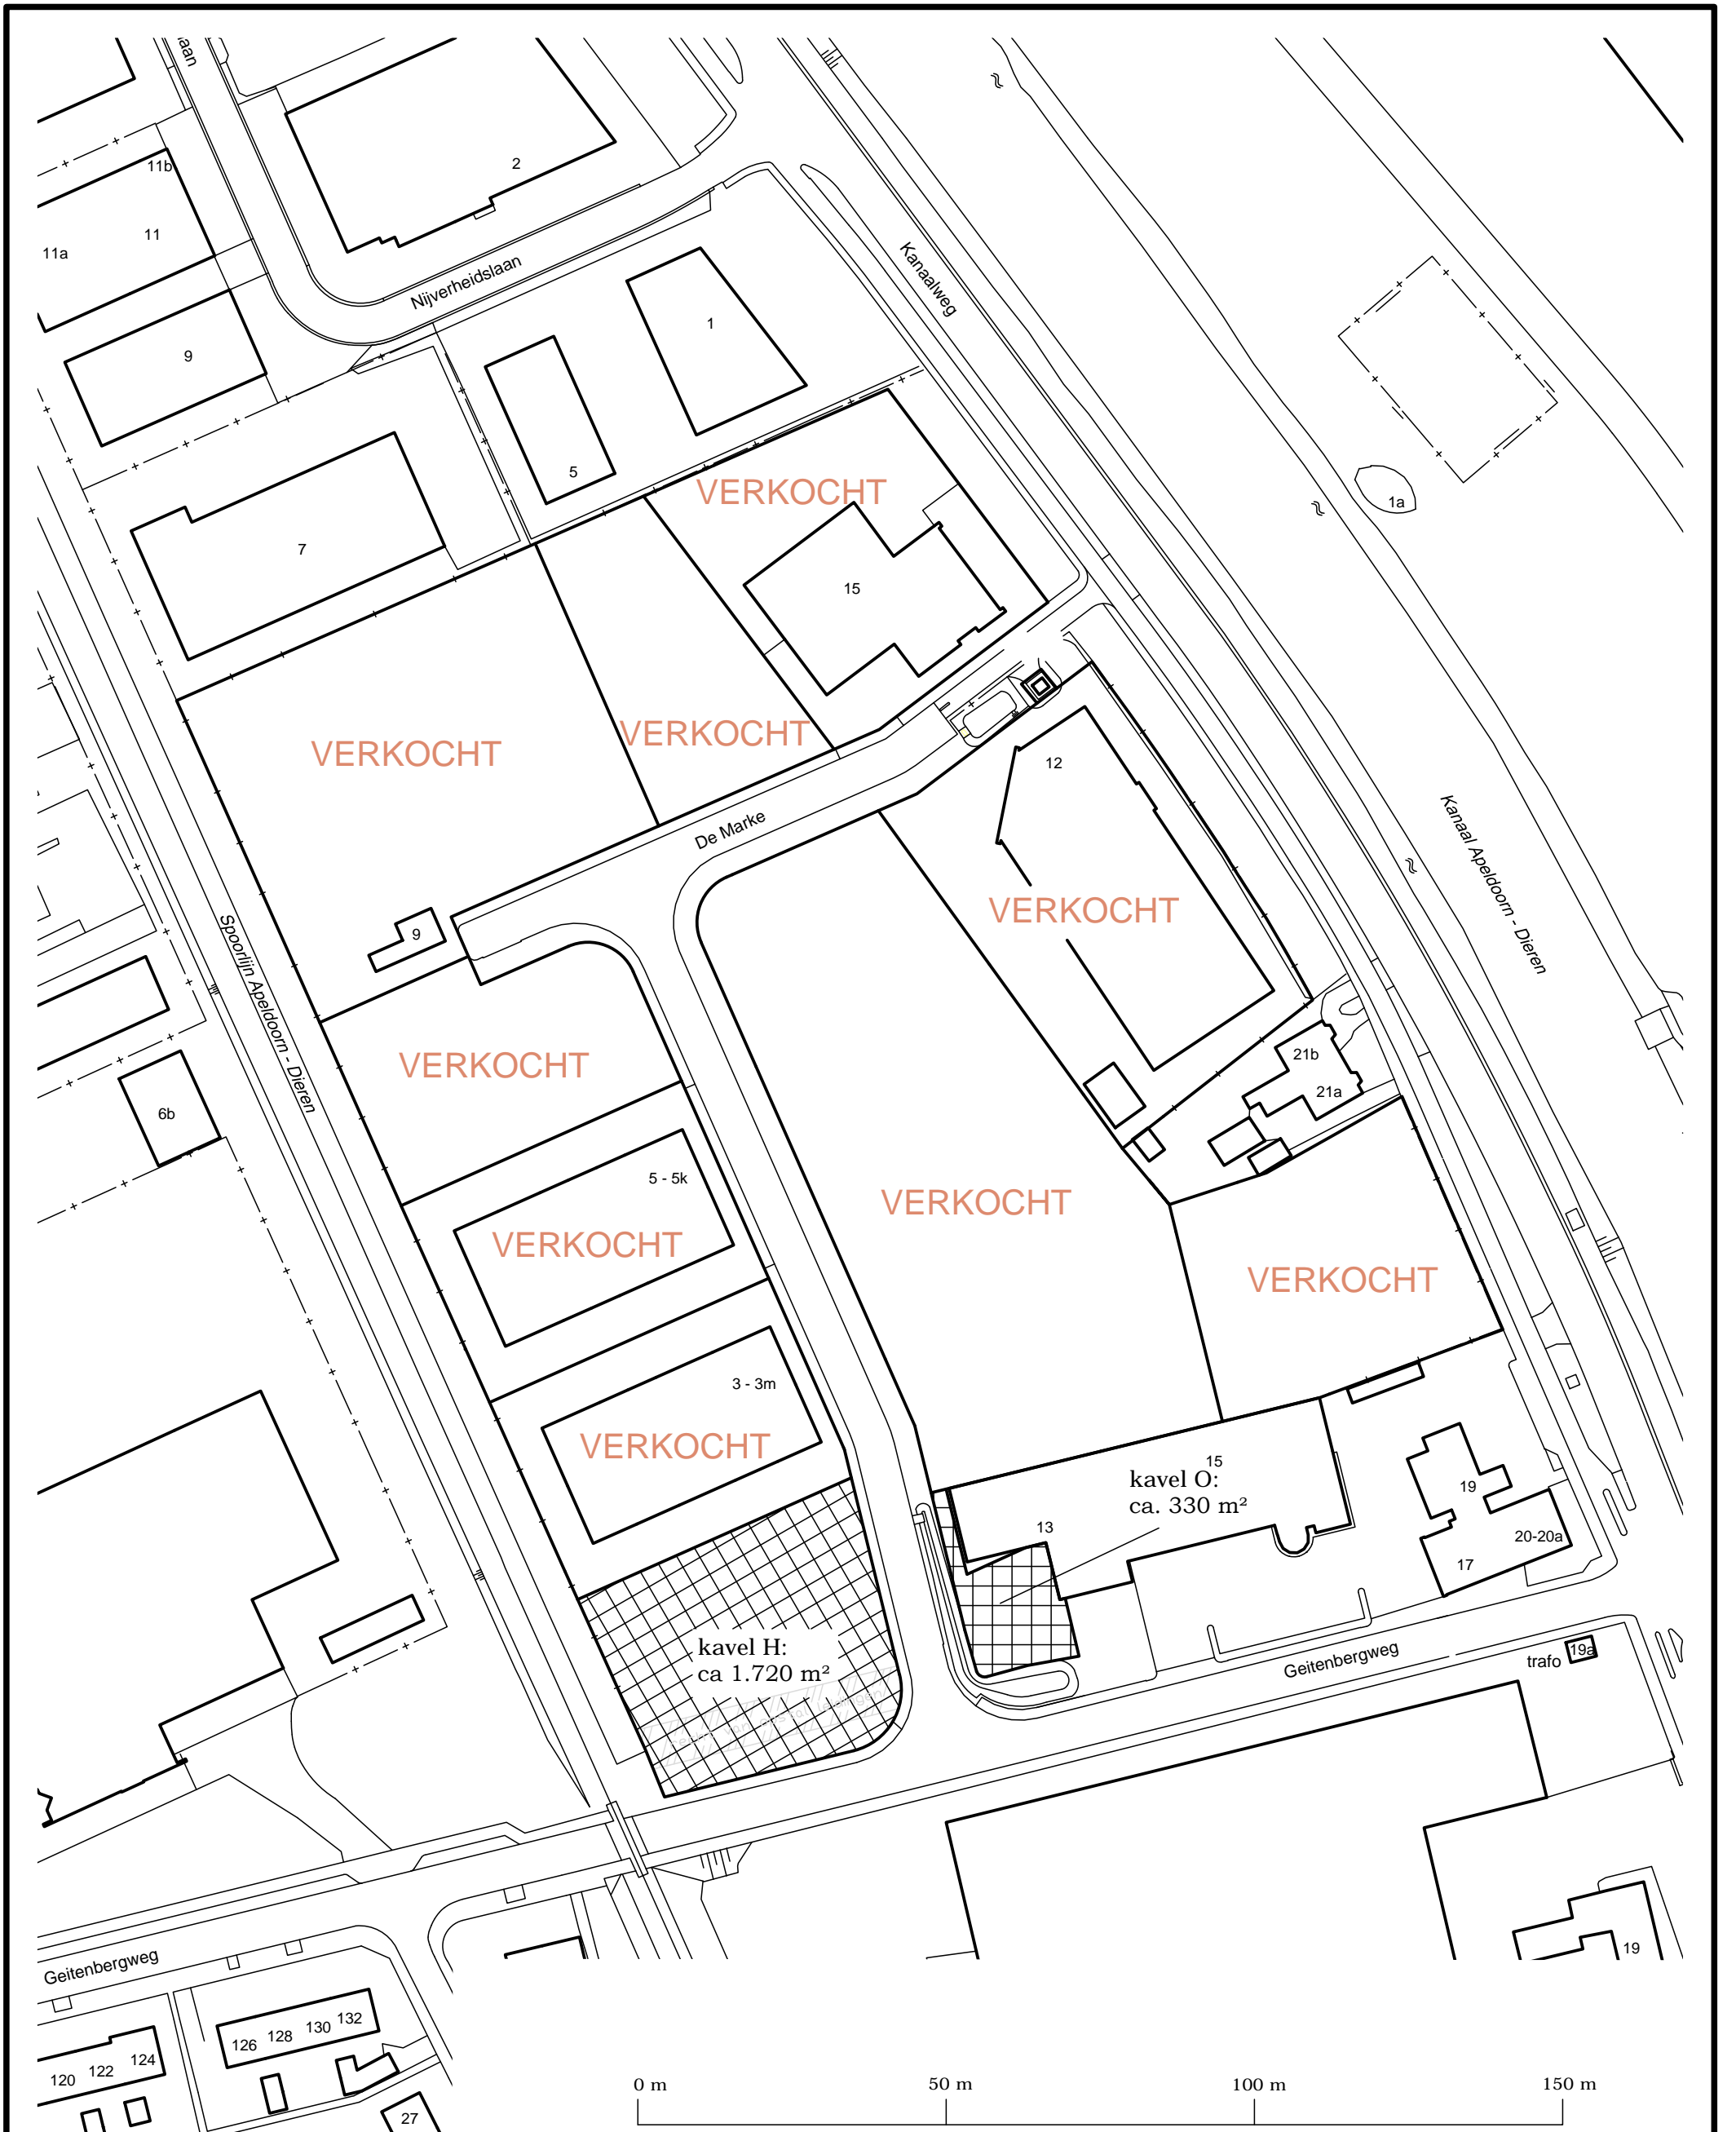 aan
2
11b
11
11a
Nijverheidslaan
Kanaalweg
1
9
5
1a
7
VERKOCHT
15
VERKOCHT
VERKOCHT
12
De Marke
Kanaal Apeldoorn - Dieren
VERKOCHT
9
Spoorlijn Apeldoorn - Dieren
VERKOCHT
21b
21a
6b
5 - 5k
VERKOCHT
VERKOCHT
VERKOCHT
3 - 3m
VERKOCHT
15
kavel O:
ca. 330 m²
13
19
20-20a
17
kavel H:
ca 1.720 m²
Geitenbergweg
trafo
19a
19
Geitenbergweg
126 128 130 132
120 122 124
27
0 m
50 m
100 m
150 m